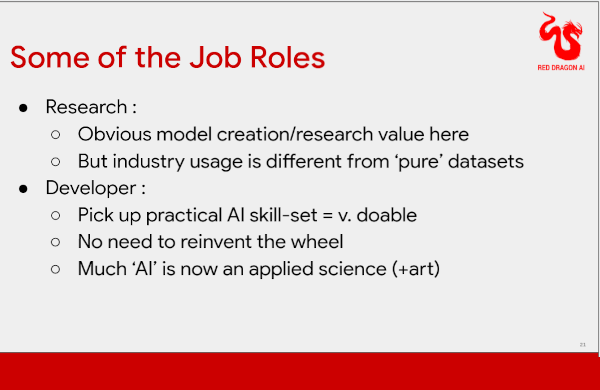 RED DRAGON AI
Some of the Job Roles
● Research :
○ Obvious model creation/research value here
○ But industry usage is different from ‘pure’ datasets
● Developer :
○ Pick up practical AI skill-set = v. doable
○ No need to reinvent the wheel
○ Much ‘AI’ is now an applied science (+art)